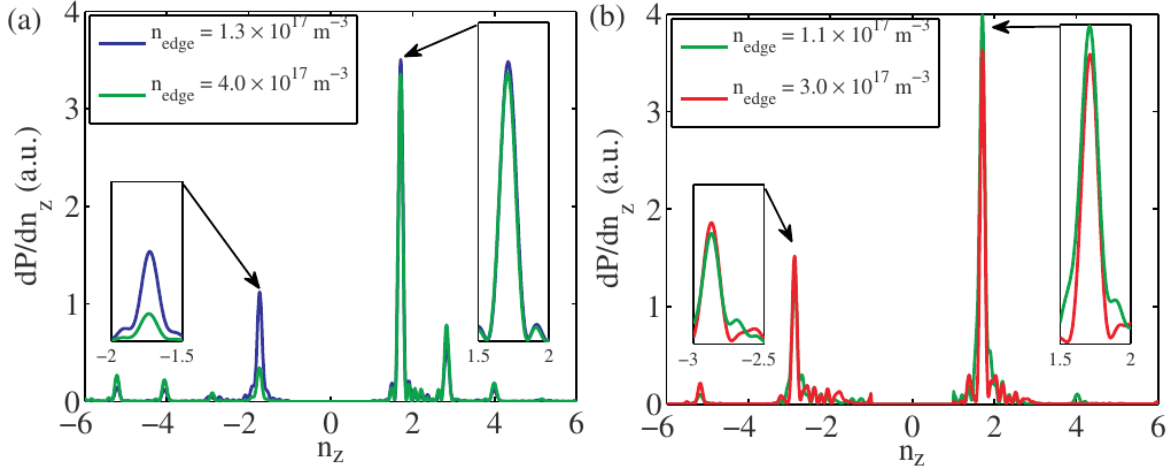 (a)
n_edge = 1.3 × 10^17 m^−3
n_edge = 4.0 × 10^17 m^−3
dP/dn_z (a.u.)
4
3
2
1
0
−6 −4 −2 0 2 4 6
n_z
−2 −1.5
1.5 2
(b)
n_edge = 1.1 × 10^17 m^−3
n_edge = 3.0 × 10^17 m^−3
dP/dn_z (a.u.)
4
3
2
1
0
−6 −4 −2 0 2 4 6
n_z
−3 −2.5
1.5 2